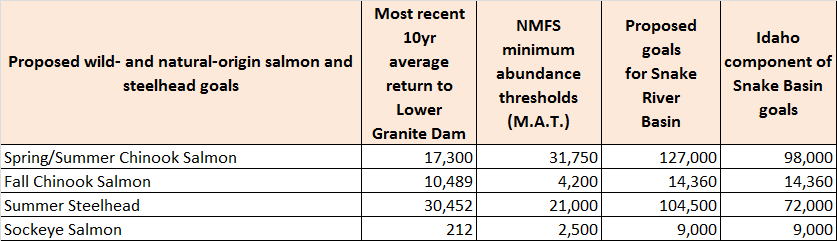 Proposed wild- and natural-origin salmon and
steelhead goals
Most recent
10yr
average
return to
Lower
Granite Dam
NMFS
minimum
abundance
thresholds
(M.A.T.)
Proposed
goals
for Snake
River
Basin
Idaho
component of
Snake Basin
goals
Spring/Summer Chinook Salmon 17,300 31,750 127,000 98,000
Fall Chinook Salmon 10,489 4,200 14,360 14,360
Summer Steelhead 30,452 21,000 104,500 72,000
Sockeye Salmon 212 2,500 9,000 9,000